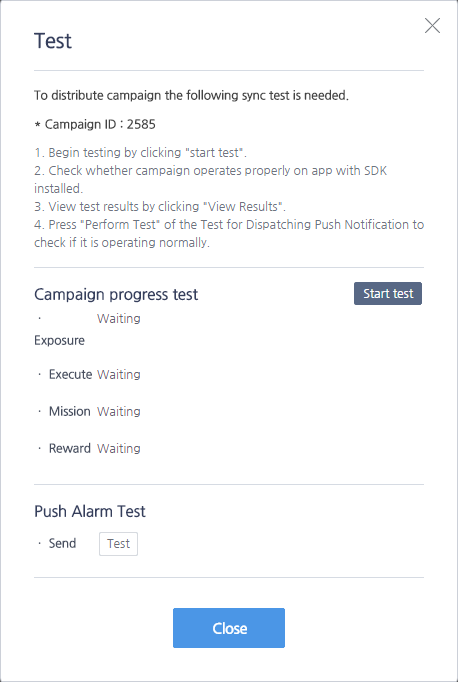 Test
To distribute campaign the following sync test is needed.
* Campaign ID : 2585
1. Begin testing by clicking "start test".
2. Check whether campaign operates properly on app with SDK
installed.
3. View test results by clicking "View Results".
4. Press "Perform Test" of the Test for Dispatching Push Notification to
check if it is operating normally.
Campaign progress test Start test
· Waiting
Exposure
· Execute Waiting
· Mission Waiting
· Reward Waiting
Push Alarm Test
· Send Test
Close